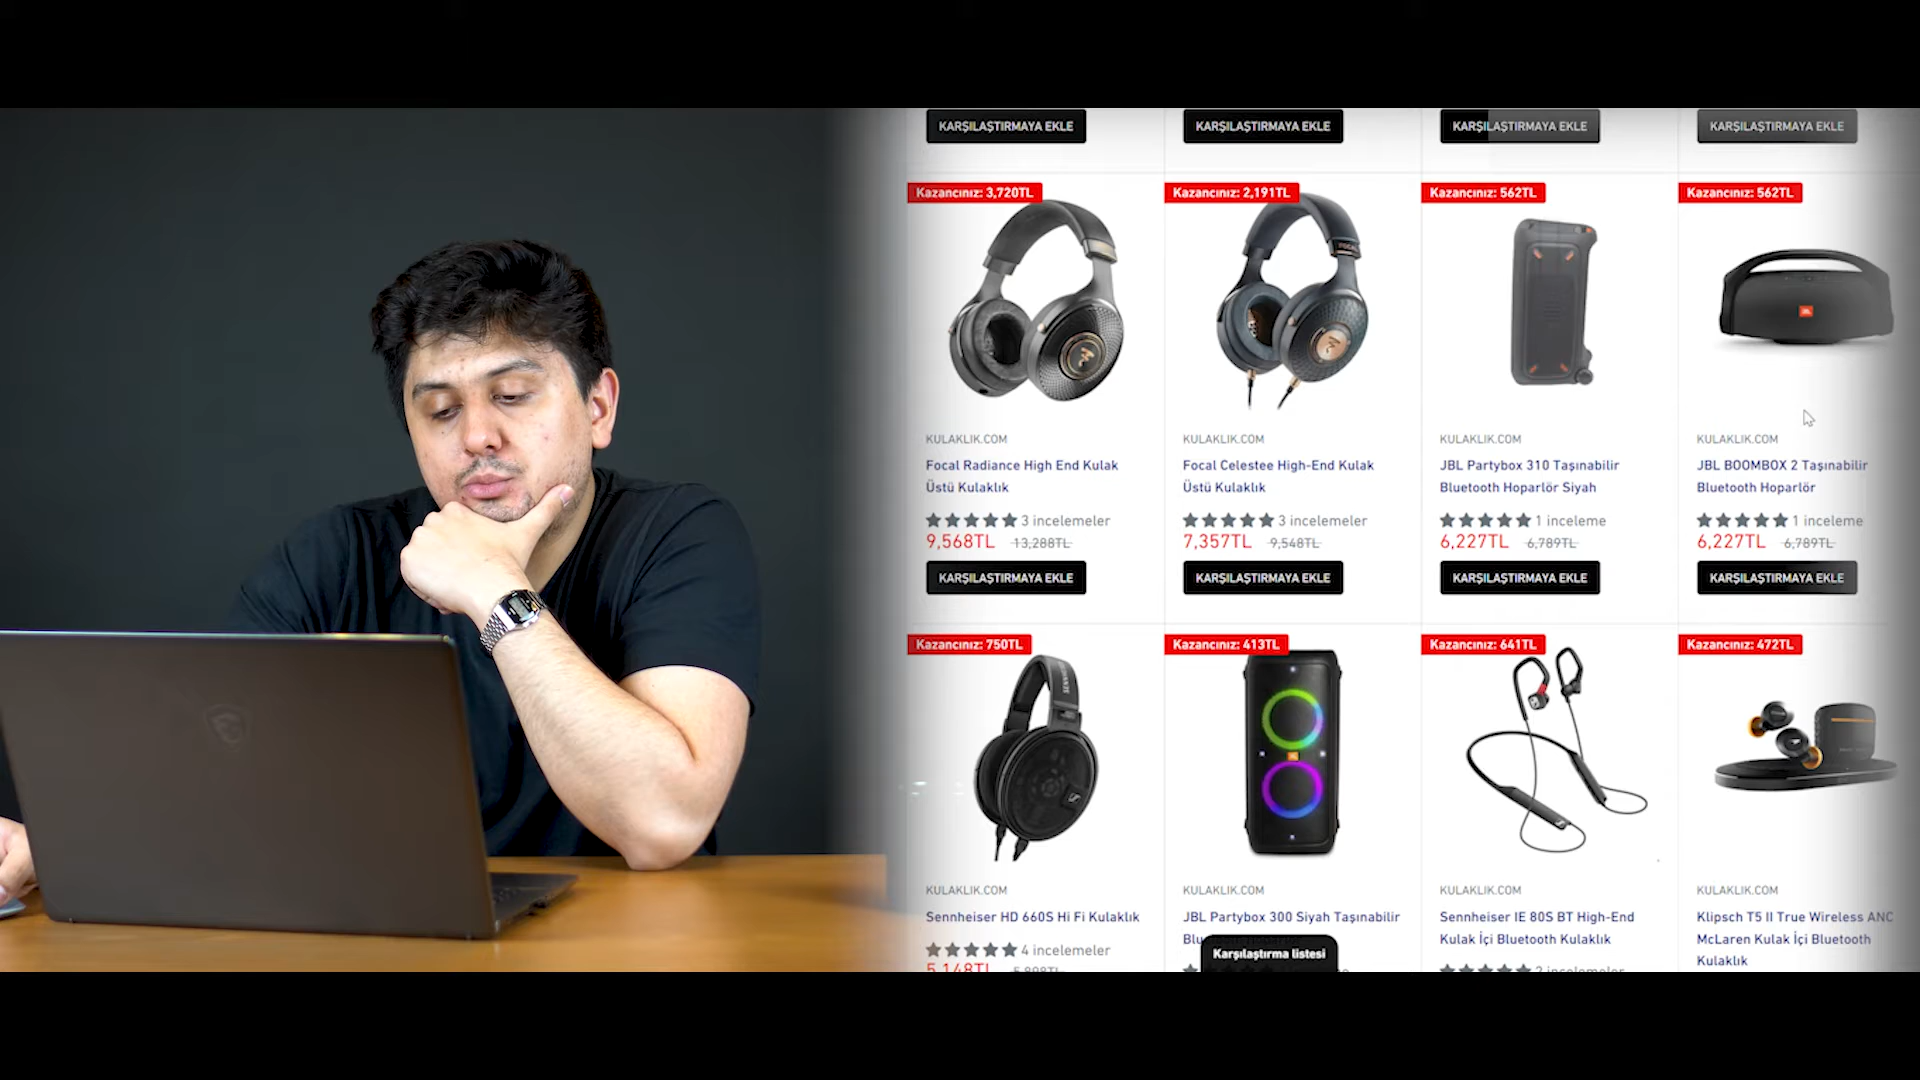 KARŞILAŞTIRMAYA EKLE
KARŞILAŞTIRMAYA EKLE
KARŞILAŞTIRMAYA EKLE
KARŞILAŞTIRMAYA EKLE
Kazancınız: 3,720TL
Kazancınız: 2,191TL
Kazancınız: 562TL
Kazancınız: 562TL
KULAKLIK.COM
Focal Radiance High End Kulak
Üstü Kulaklık
3 incelemeler
9,568TL 13,288TL
KARŞILAŞTIRMAYA EKLE
KULAKLIK.COM
Focal Celestee High-End Kulak
Üstü Kulaklık
3 incelemeler
7,357TL 9,548TL
KARŞILAŞTIRMAYA EKLE
KULAKLIK.COM
JBL Partybox 310 Taşınabilir
Bluetooth Hoparlör Siyah
1 inceleme
6,227TL 6,789TL
KARŞILAŞTIRMAYA EKLE
KULAKLIK.COM
JBL BOOMBOX 2 Taşınabilir
Bluetooth Hoparlör
1 inceleme
6,227TL 6,789TL
KARŞILAŞTIRMAYA EKLE
Kazancınız: 750TL
Kazancınız: 413TL
Kazancınız: 641TL
Kazancınız: 472TL
KULAKLIK.COM
Sennheiser HD 660S Hi Fi Kulaklık
4 incelemeler
5,148TL 5,898TL
KULAKLIK.COM
JBL Partybox 300 Siyah Taşınabilir
Karşılaştırma listesi
KULAKLIK.COM
Sennheiser IE 80S BT High-End
Kulak İçi Bluetooth Kulaklık
2 incelemeler
KULAKLIK.COM
Klipsch T5 II True Wireless ANC
McLaren Kulak İçi Bluetooth
Kulaklık